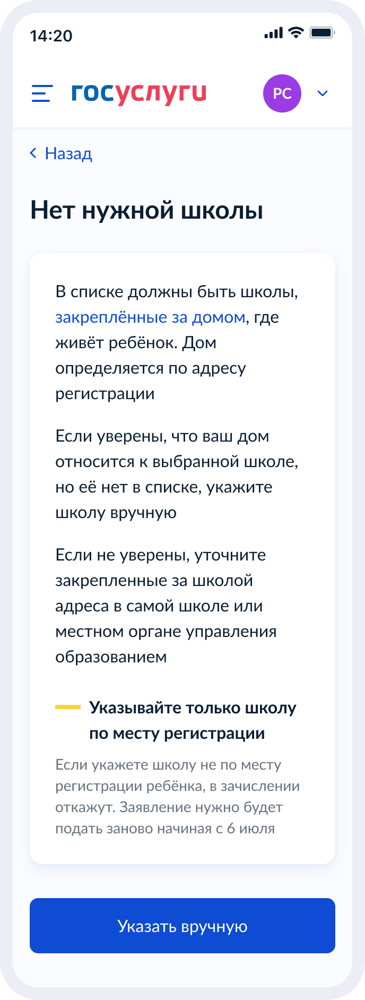 14:20
госуслуги
РС
Назад
Нет нужной школы
В списке должны быть школы,
закреплённые за домом, где
живёт ребёнок. Дом
определяется по адресу
регистрации
Если уверены, что ваш дом
относится к выбранной школе,
но её нет в списке, укажите
школу вручную
Если не уверены, уточните
закрепленные за школой
адреса в самой школе или
местном органе управления
образованием
Указывайте только школу
по месту регистрации
Если укажете школу не по месту
регистрации ребёнка, в зачислении
откажут. Заявление нужно будет
подать заново начиная с 6 июля
Указать вручную